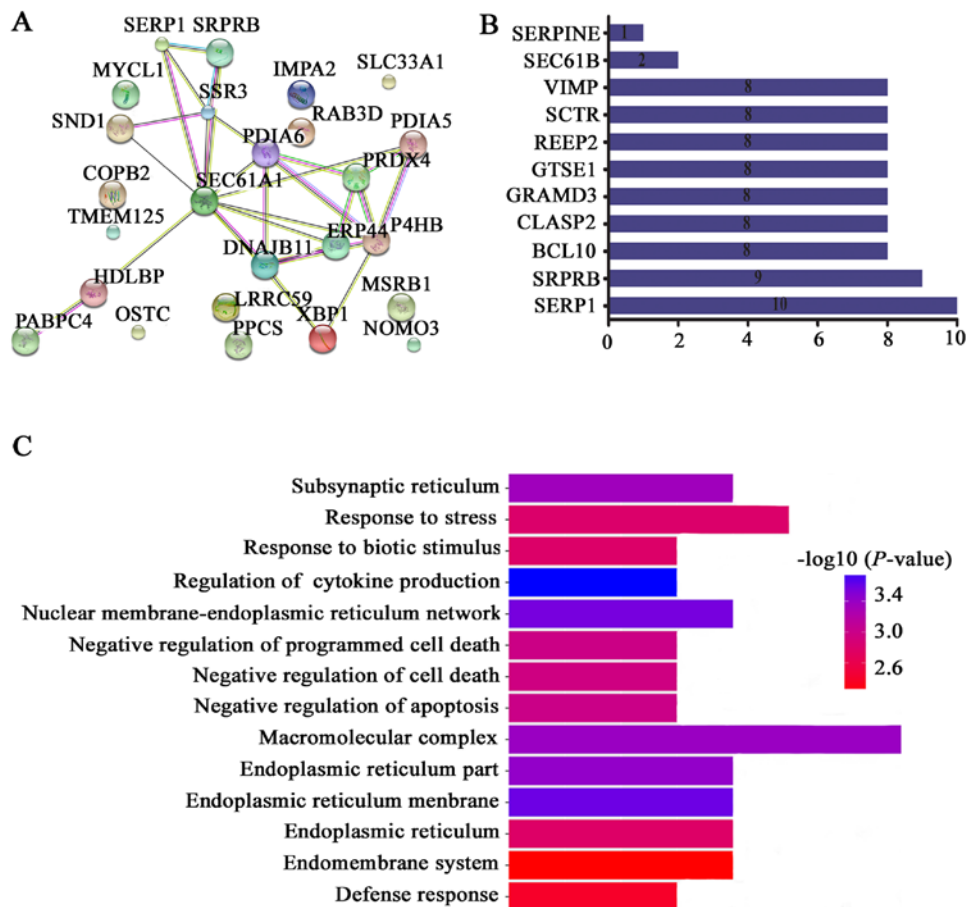 A
SERP1 SRPRB
MYCL1
IMPA2
SLC33A1
SSR3
RAB3D
SND1
PDIA6
PDIA5
PRDX4
COPB2
SEC61A1
TMEM125
ERP44 P4HB
DNAJB11
HDLBP
MSRB1
LRRC59
OSTC
XBP1
PABPC4
PPCS
NOMO3
B
SERPINE 1
SEC61B 2
VIMP 8
SCTR 8
REEP2 8
GTSE1 8
GRAMD3 8
CLASP2 8
BCL10 8
SRPRB 9
SERP1 10
0 2 4 6 8 10
C
Subsynaptic reticulum
Response to stress
Response to biotic stimulus
Regulation of cytokine production
Nuclear membrane-endoplasmic reticulum network
Negative regulation of programmed cell death
Negative regulation of cell death
Negative regulation of apoptosis
Macromolecular complex
Endoplasmic reticulum part
Endoplasmic reticulum menbrane
Endoplasmic reticulum
Endomembrane system
Defense response
-log10 (P-value)
3.4
3.0
2.6